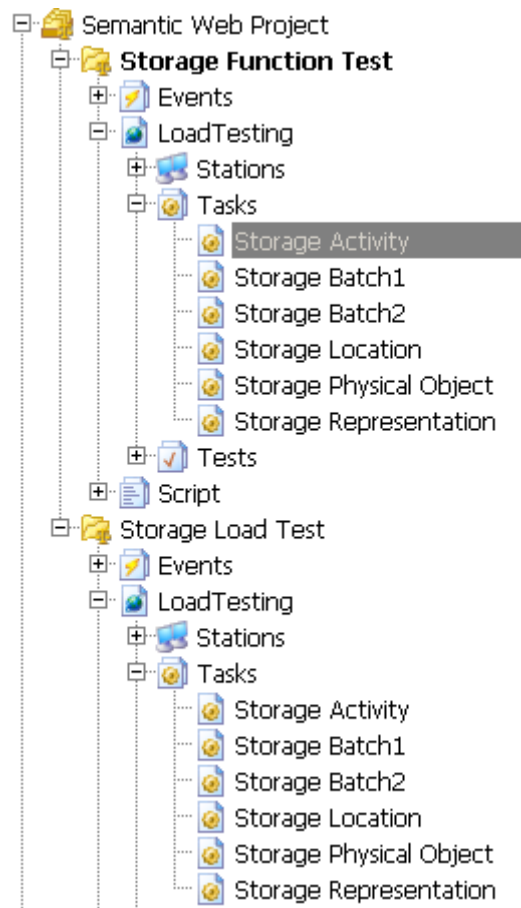 Semantic Web Project
Storage Function Test
Events
LoadTesting
Stations
Tasks
Storage Activity
Storage Batch1
Storage Batch2
Storage Location
Storage Physical Object
Storage Representation
Tests
Script
Storage Load Test
Events
LoadTesting
Stations
Tasks
Storage Activity
Storage Batch1
Storage Batch2
Storage Location
Storage Physical Object
Storage Representation